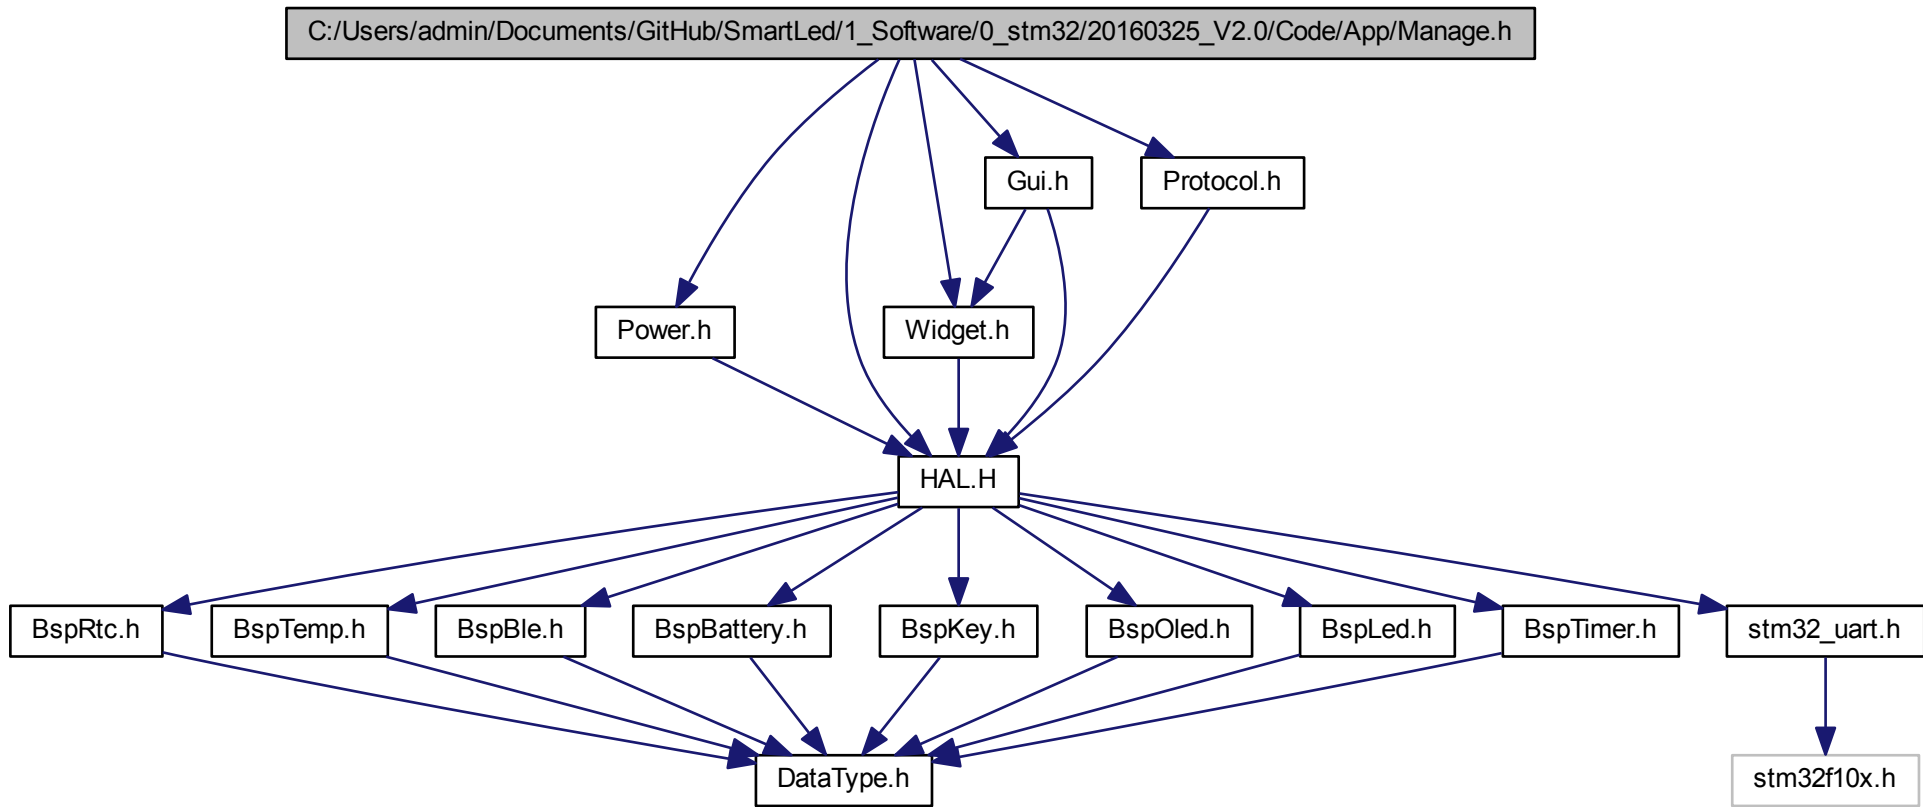 C:/Users/admin/Documents/GitHub/SmartLed/1_Software/0_stm32/20160325_V2.0/Code/App/Manage.h
Gui.h
Protocol.h
Power.h
Widget.h
HAL.H
BspRtc.h
BspTemp.h
BspBle.h
BspBattery.h
BspKey.h
BspOled.h
BspLed.h
BspTimer.h
stm32_uart.h
DataType.h
stm32f10x.h